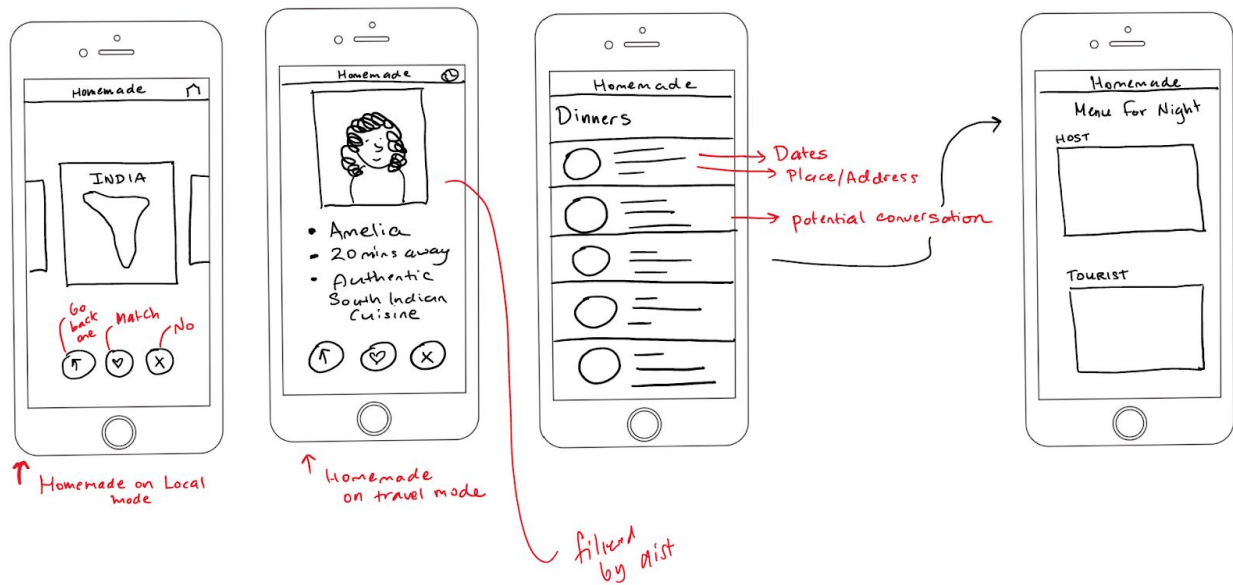 Homemade
INDIA
Go
back
one
Match
No
Homemade on Local
mode
Homemade
• Amelia
• 20 mins away
• Authentic
South Indian
Cuisine
Homemade
on travel mode
filtered
by dist
Homemade
Dinners
Dates
Place/Address
potential conversation
Homemade
Menu For Night
HOST
TOURIST